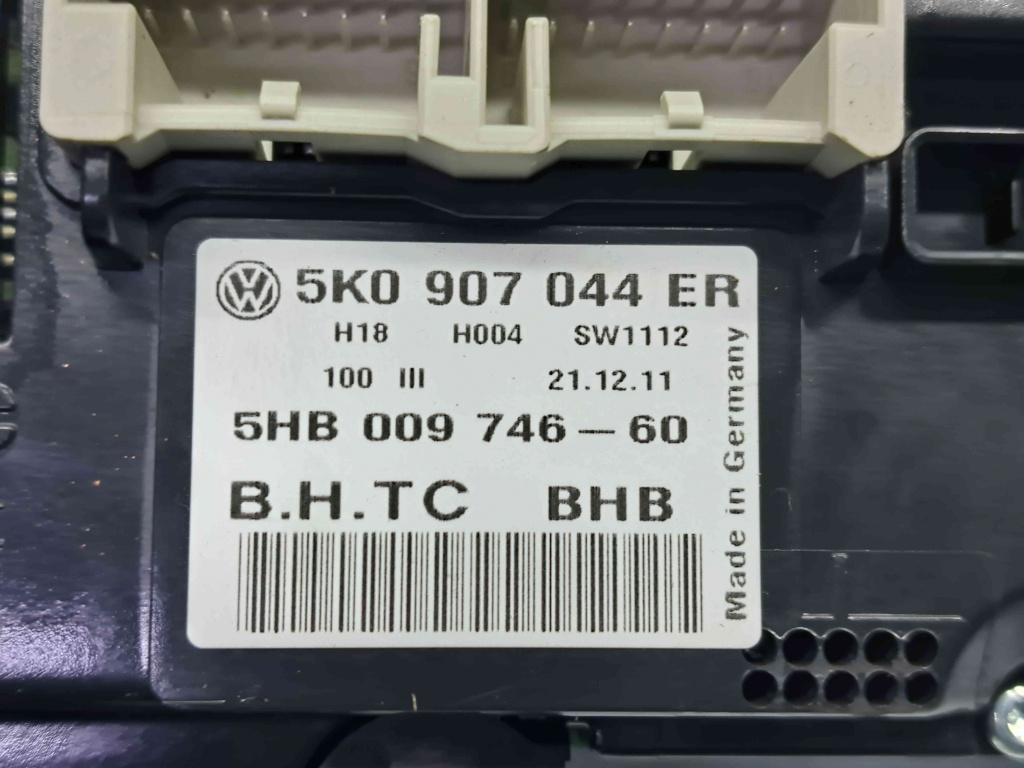 5K0 907 044 ER
H18 H004 SW1112
100 III 21.12.11
5HB 009 746-60
B.H.TC BHB
Made in Germany